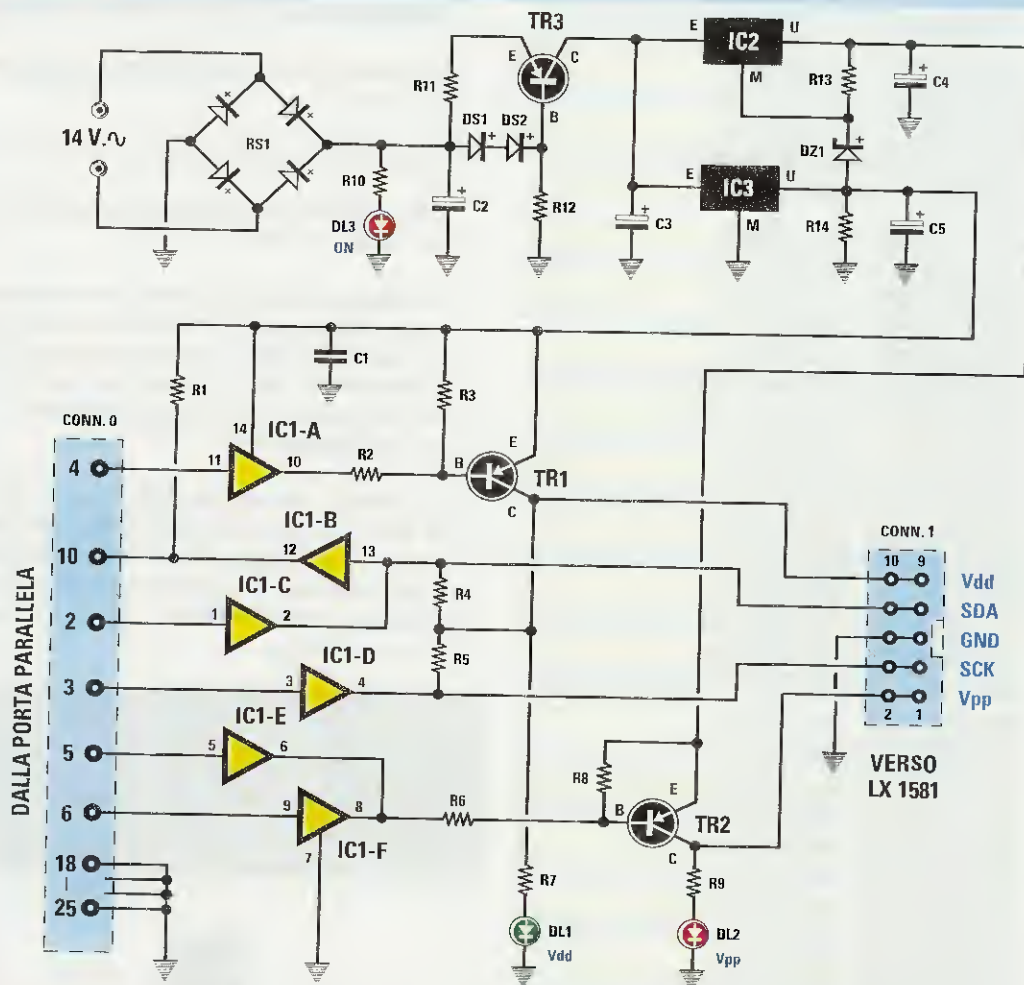 TR3
E
C
B
R11
DS1
DS2
R12
C2
14 V.∿
RS1
R10
DL3
ON
E
IC2
U
M
R13
C4
DZ1
E
IC3
U
M
C3
R14
C5
C1
R1
R3
CONN. 0
DALLA PORTA PARALLELA
4
10
2
3
5
6
18
25
14
IC1-A
11
10
R2
B
E
C
TR1
IC1-B
12
13
IC1-C
1
2
R4
R5
IC1-D
3
4
IC1-E
5
6
IC1-F
9
8
7
R6
R8
B
E
C
TR2
R7
DL1
Vdd
R9
DL2
Vpp
CONN. 1
10 9
Vdd
SDA
GND
SCK
Vpp
2 1
VERSO
LX 1581